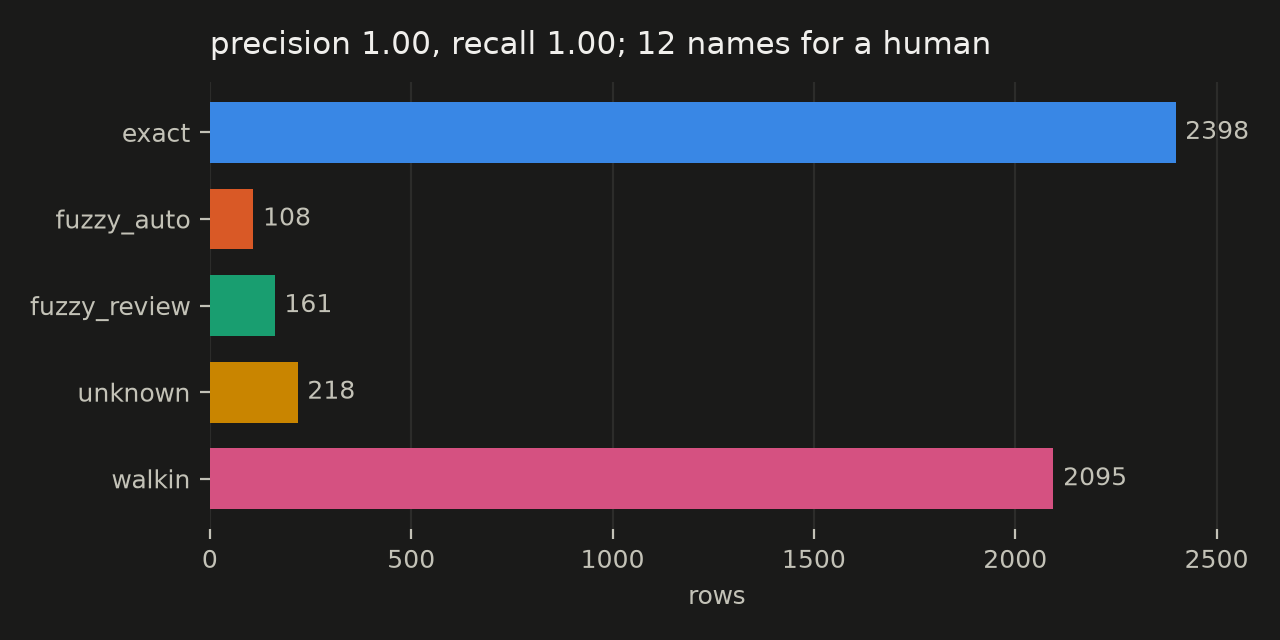 precision 1.00, recall 1.00; 12 names for a human
exact 2398
fuzzy_auto 108
fuzzy_review 161
unknown 218
walkin 2095
0 500 1000 1500 2000 2500
rows